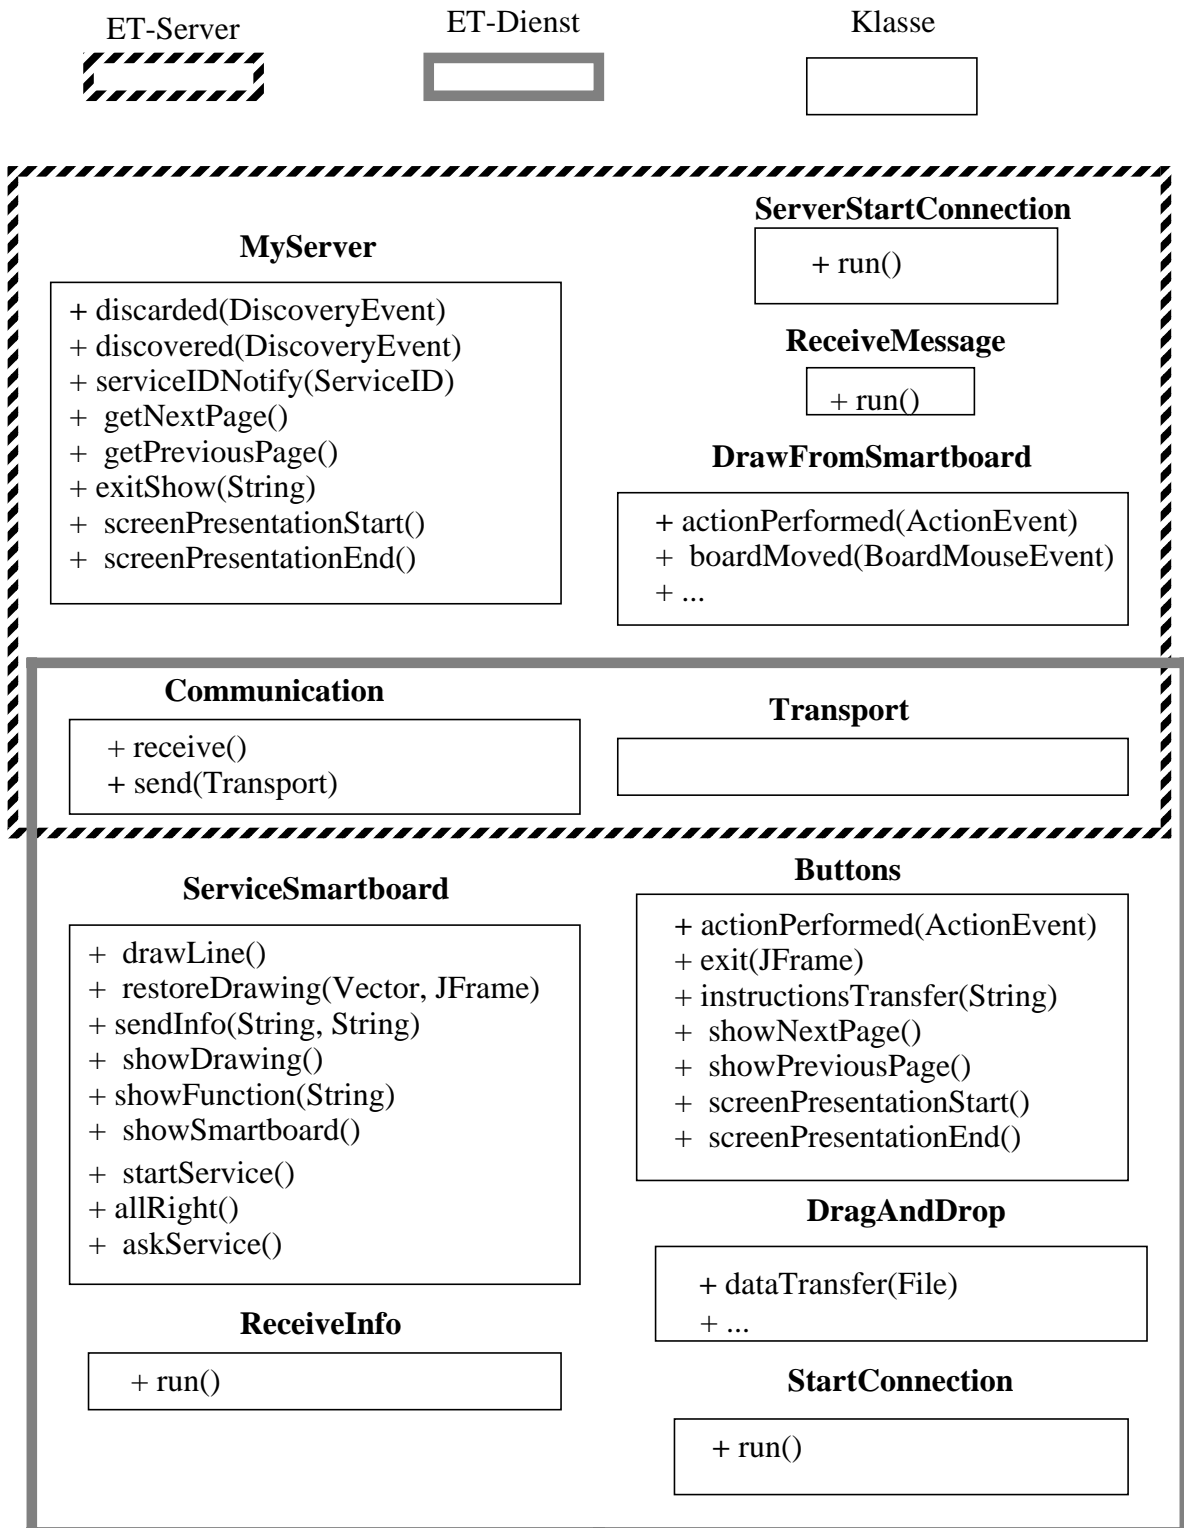 ET-Server
ET-Dienst
Klasse
MyServer
+ discarded(DiscoveryEvent)
+ discovered(DiscoveryEvent)
+ serviceIDNotify(ServiceID)
+ getNextPage()
+ getPreviousPage()
+ exitShow(String)
+ screenPresentationStart()
+ screenPresentationEnd()
ServerStartConnection
+ run()
ReceiveMessage
+ run()
DrawFromSmartboard
+ actionPerformed(ActionEvent)
+ boardMoved(BoardMouseEvent)
+ ...
Communication
+ receive()
+ send(Transport)
Transport
ServiceSmartboard
+ drawLine()
+ restoreDrawing(Vector, JFrame)
+ sendInfo(String, String)
+ showDrawing()
+ showFunction(String)
+ showSmartboard()
+ startService()
+ allRight()
+ askService()
ReceiveInfo
+ run()
Buttons
+ actionPerformed(ActionEvent)
+ exit(JFrame)
+ instructionsTransfer(String)
+ showNextPage()
+ showPreviousPage()
+ screenPresentationStart()
+ screenPresentationEnd()
DragAndDrop
+ dataTransfer(File)
+ ...
StartConnection
+ run()